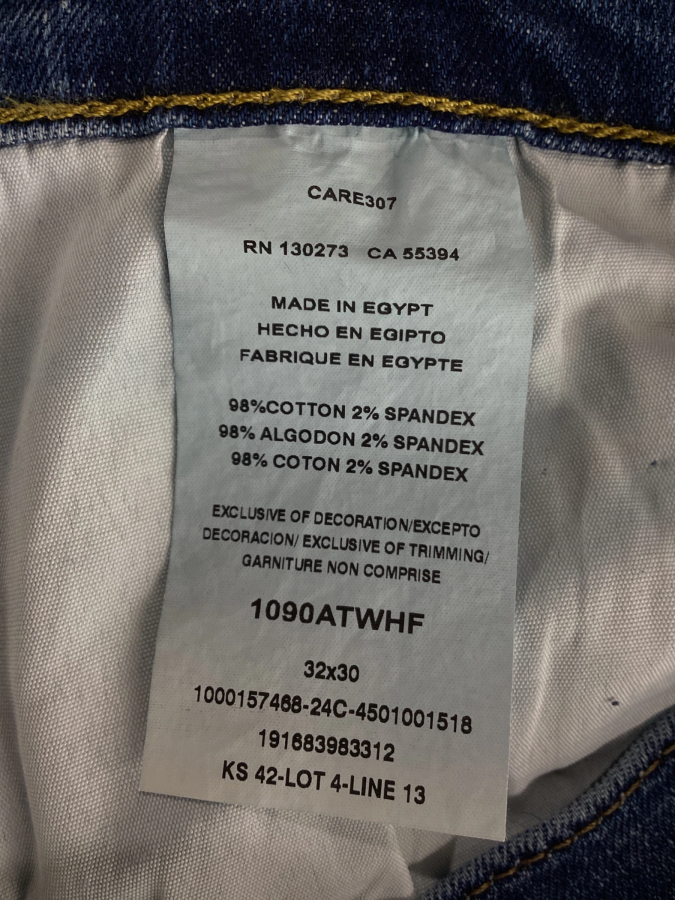 CARE307
RN 130273 CA 55394
MADE IN EGYPT
HECHO EN EGIPTO
FABRIQUE EN EGYPTE
98%COTTON 2% SPANDEX
98% ALGODON 2% SPANDEX
98% COTON 2% SPANDEX
EXCLUSIVE OF DECORATION/EXCEPTO
DECORACION/ EXCLUSIVE OF TRIMMING/
GARNITURE NON COMPRISE
1090ATWHF
32x30
1000157468-24C-4501001518
191683983312
KS 42-LOT 4-LINE 13